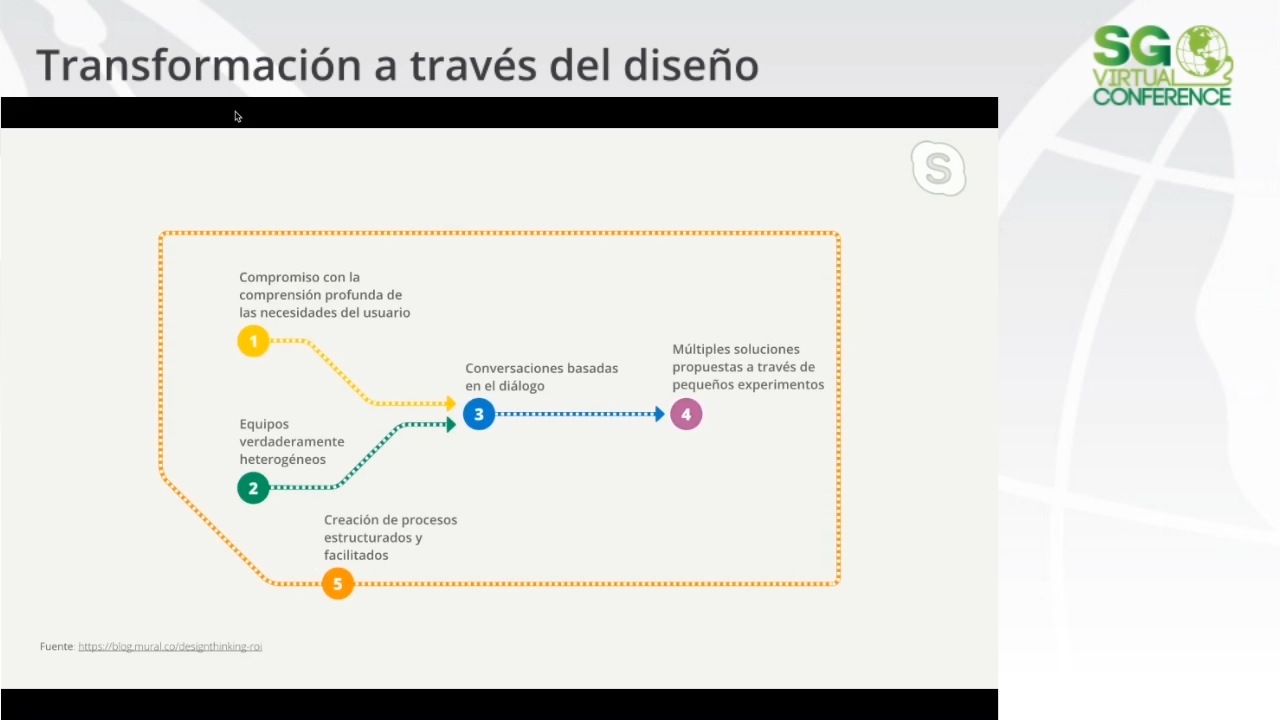 Transformación a través del diseño
SG
VIRTUAL
CONFERENCE
S
Compromiso con la
comprensión profunda de
las necesidades del usuario
1
Equipos
verdaderamente
heterogéneos
2
Conversaciones basadas
en el diálogo
3
Múltiples soluciones
propuestas a través de
pequeños experimentos
4
Creación de procesos
estructurados y
facilitados
5
Fuente: https://blog.mural.co/designthinking-roi